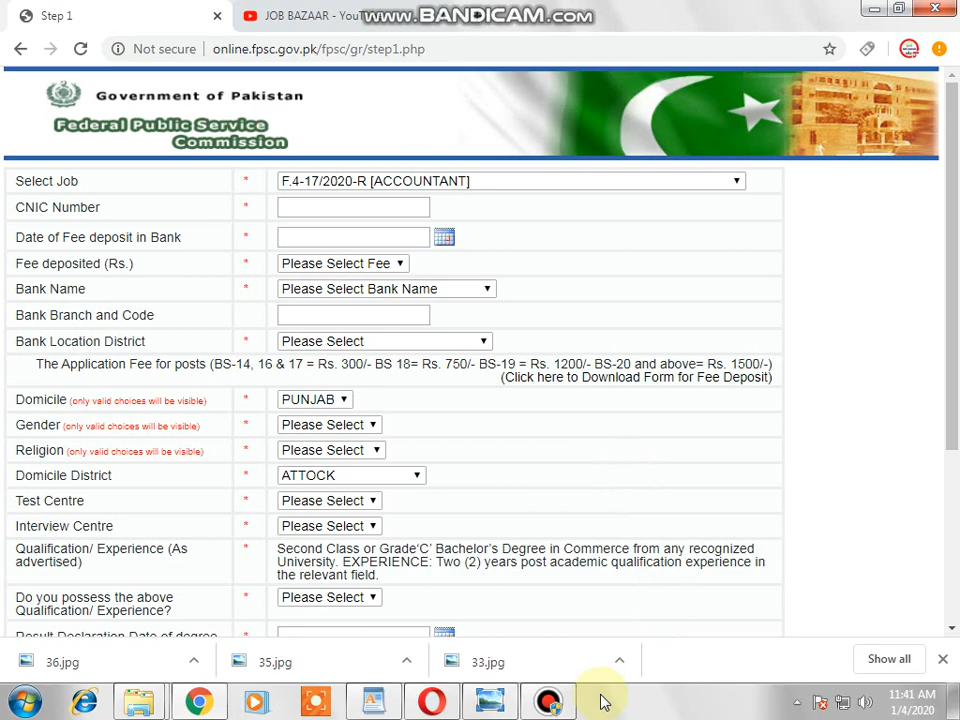 Step 1
JOB BAZAAR - YouT
www.BANDICAM.com
Not secure
online.fpsc.gov.pk/fpsc/gr/step1.php
Government of Pakistan
Federal Public Service
Commission
Select Job * F.4-17/2020-R [ACCOUNTANT]
CNIC Number *
Date of Fee deposit in Bank *
Fee deposited (Rs.) * Please Select Fee
Bank Name * Please Select Bank Name
Bank Branch and Code
Bank Location District * Please Select
The Application Fee for posts (BS-14, 16 & 17 = Rs. 300/- BS 18= Rs. 750/- BS-19 = Rs. 1200/- BS-20 and above= Rs. 1500/-)
(Click here to Download Form for Fee Deposit)
Domicile (only valid choices will be visible) * PUNJAB
Gender (only valid choices will be visible) * Please Select
Religion (only valid choices will be visible) * Please Select
Domicile District * ATTOCK
Test Centre * Please Select
Interview Centre * Please Select
Qualification/ Experience (As
advertised) *
Second Class or Grade‘C’ Bachelor’s Degree in Commerce from any recognized
University. EXPERIENCE: Two (2) years post academic qualification experience in
the relevant field.
Do you possess the above
Qualification/ Experience? * Please Select
Result Declaration Date of degree *
36.jpg
35.jpg
33.jpg
Show all
11:41 AM
1/4/2020